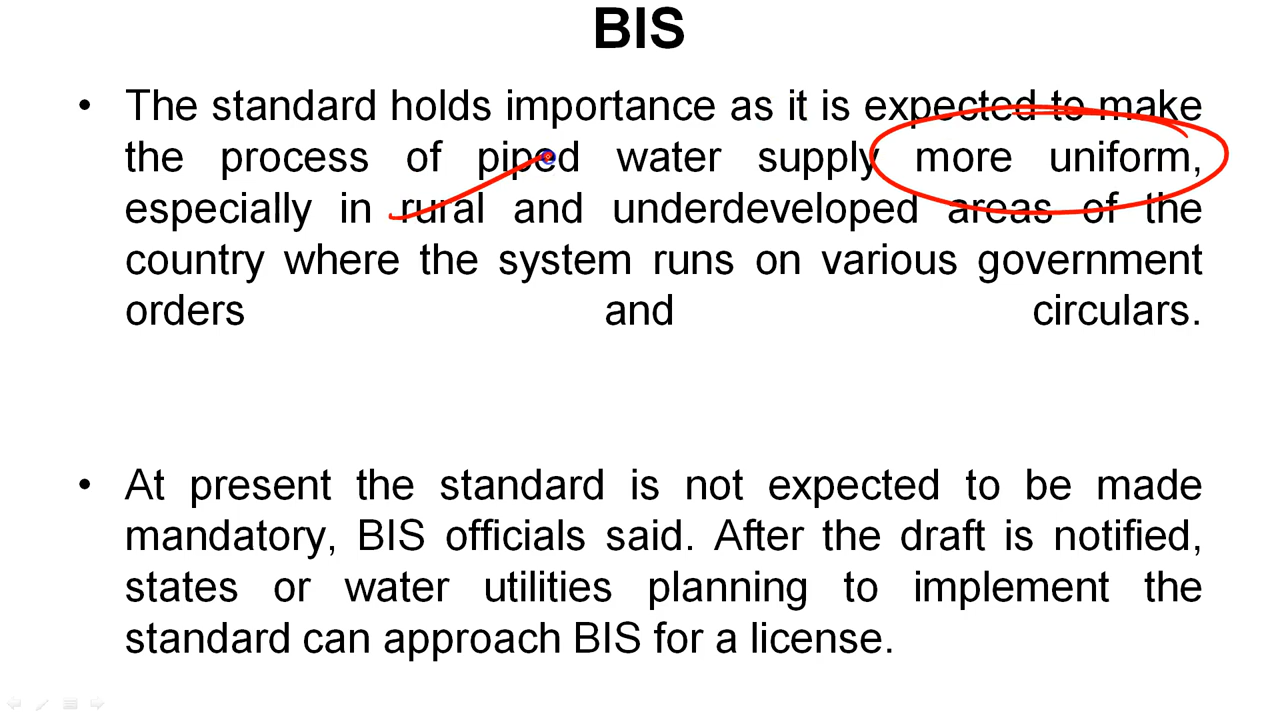 BIS
• The standard holds importance as it is expected to make
the process of piped water supply more uniform,
especially in rural and underdeveloped areas of the
country where the system runs on various government
orders and circulars.
• At present the standard is not expected to be made
mandatory, BIS officials said. After the draft is notified,
states or water utilities planning to implement the
standard can approach BIS for a license.